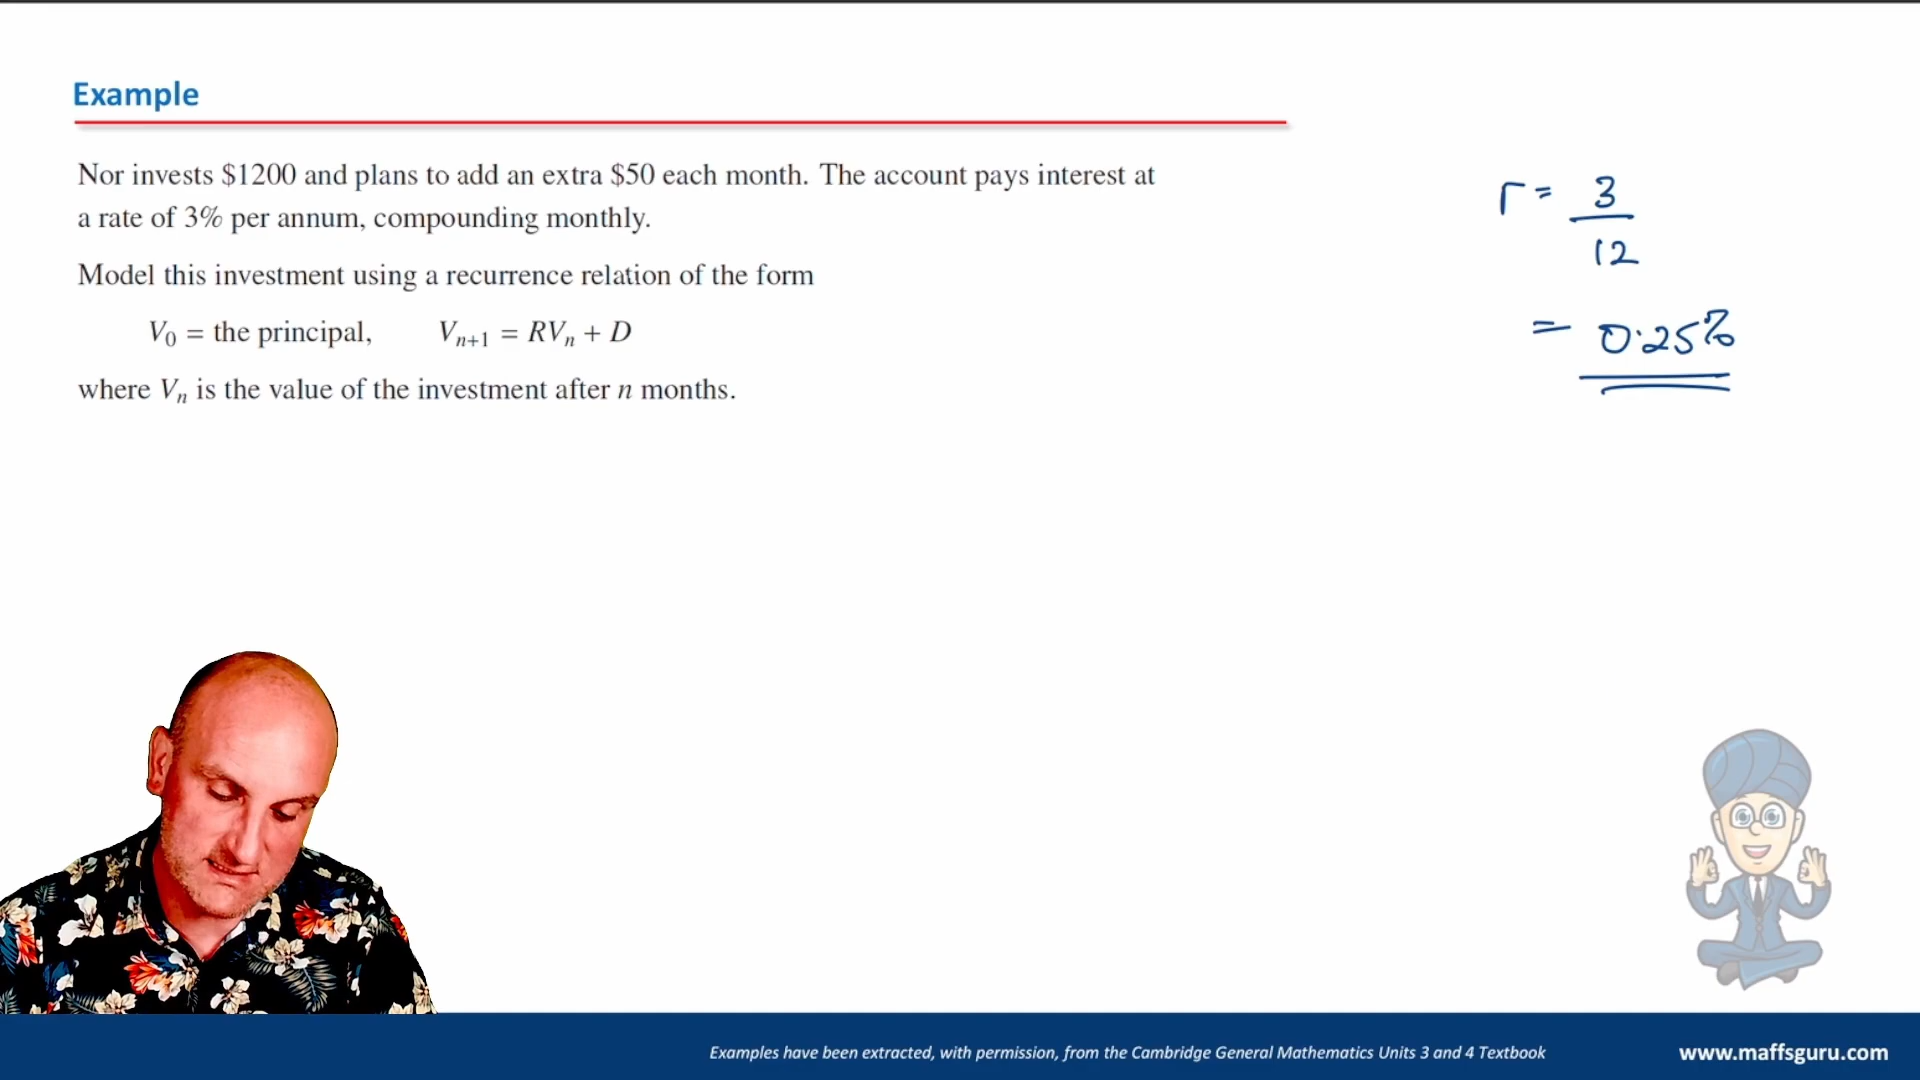 Example
Nor invests $1200 and plans to add an extra $50 each month. The account pays interest at
a rate of 3% per annum, compounding monthly.
Model this investment using a recurrence relation of the form
V₀ = the principal, Vₙ₊₁ = RVₙ + D
where Vₙ is the value of the investment after n months.
r = 3
12
= 0.25%
Examples have been extracted, with permission, from the Cambridge General Mathematics Units 3 and 4 Textbook
www.maffsguru.com